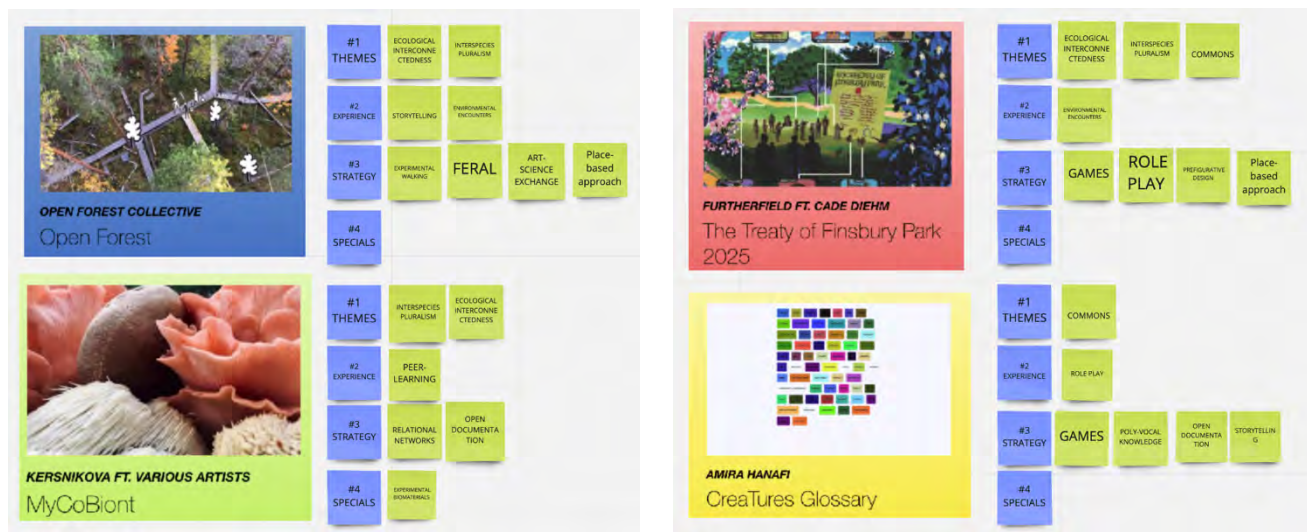 #1
THEMES
ECOLOGICAL
INTERCONNE
CTEDNESS
INTERSPECIES
PLURALISM
#2
EXPERIENCE
STORYTELLING
ENVIRONMENTAL
ENCOUNTERS
#3
STRATEGY
EXPERIMENTAL
WALKING
FERAL
ART-
SCIENCE
EXCHANGE
Place-
based
approach
#4
SPECIALS
OPEN FOREST COLLECTIVE
Open Forest
#1
THEMES
INTERSPECIES
PLURALISM
ECOLOGICAL
INTERCONNE
CTEDNESS
#2
EXPERIENCE
PEER-
LEARNING
#3
STRATEGY
RELATIONAL
NETWORKS
OPEN
DOCUMENTA
TION
#4
SPECIALS
EXPERIMENTAL
BIOMATERIALS
KERSNIKOVA FT. VARIOUS ARTISTS
MyCoBiont
#1
THEMES
ECOLOGICAL
INTERCONNE
CTEDNESS
INTERSPECIES
PLURALISM
COMMONS
#2
EXPERIENCE
ENVIRONMENTAL
ENCOUNTERS
#3
STRATEGY
GAMES
ROLE
PLAY
PREFIGURATIVE
DESIGN
Place-
based
approach
#4
SPECIALS
FURTHERFIELD FT. CADE DIEHM
The Treaty of Finsbury Park
2025
#1
THEMES
COMMONS
#2
EXPERIENCE
ROLE PLAY
#3
STRATEGY
GAMES
POLY-VOCAL
KNOWLEDGE
OPEN
DOCUMENTA
TION
STORYTELLIN
G
#4
SPECIALS
AMIRA HANAFI
CreaTures Glossary